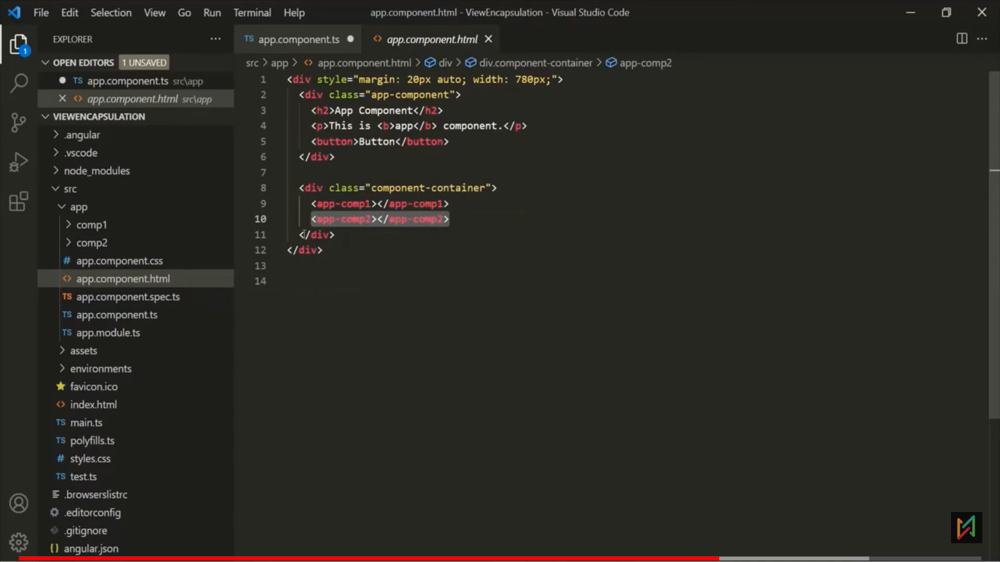 File Edit Selection View Go Run Terminal Help
app.component.html - ViewEncapsulation - Visual Studio Code
1
EXPLORER
OPEN EDITORS 1 UNSAVED
TS app.component.ts src\app
app.component.html src\app
VIEWENCAPSULATION
.angular
.vscode
node_modules
src
app
comp1
comp2
# app.component.css
app.component.html
TS app.component.spec.ts
TS app.component.ts
TS app.module.ts
assets
environments
favicon.ico
index.html
TS main.ts
TS polyfills.ts
# styles.css
TS test.ts
.browserslistrc
.editorconfig
.gitignore
{} angular.json
TS app.component.ts
app.component.html
src > app > app.component.html > div > div.component-container > app-comp2
1 <div style="margin: 20px auto; width: 780px;">
2 <div class="app-component">
3 <h2>App Component</h2>
4 <p>This is <b>app</b> component.</p>
5 <button>Button</button>
6 </div>
7
8 <div class="component-container">
9 <app-comp1></app-comp1>
10 <app-comp2></app-comp2>
11 </div>
12 </div>
13
14